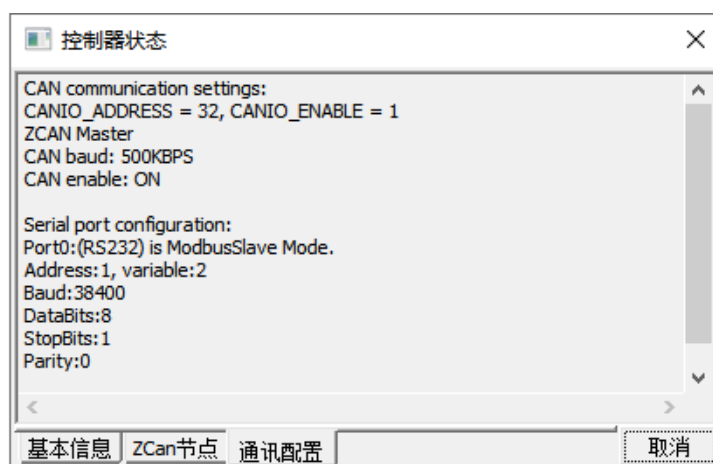 控制器状态
CAN communication settings:
CANIO_ADDRESS = 32, CANIO_ENABLE = 1
ZCAN Master
CAN baud: 500KBPS
CAN enable: ON
Serial port configuration:
Port0:(RS232) is ModbusSlave Mode.
Address:1, variable:2
Baud:38400
DataBits:8
StopBits:1
Parity:0
基本信息 ZCan节点 通讯配置 取消